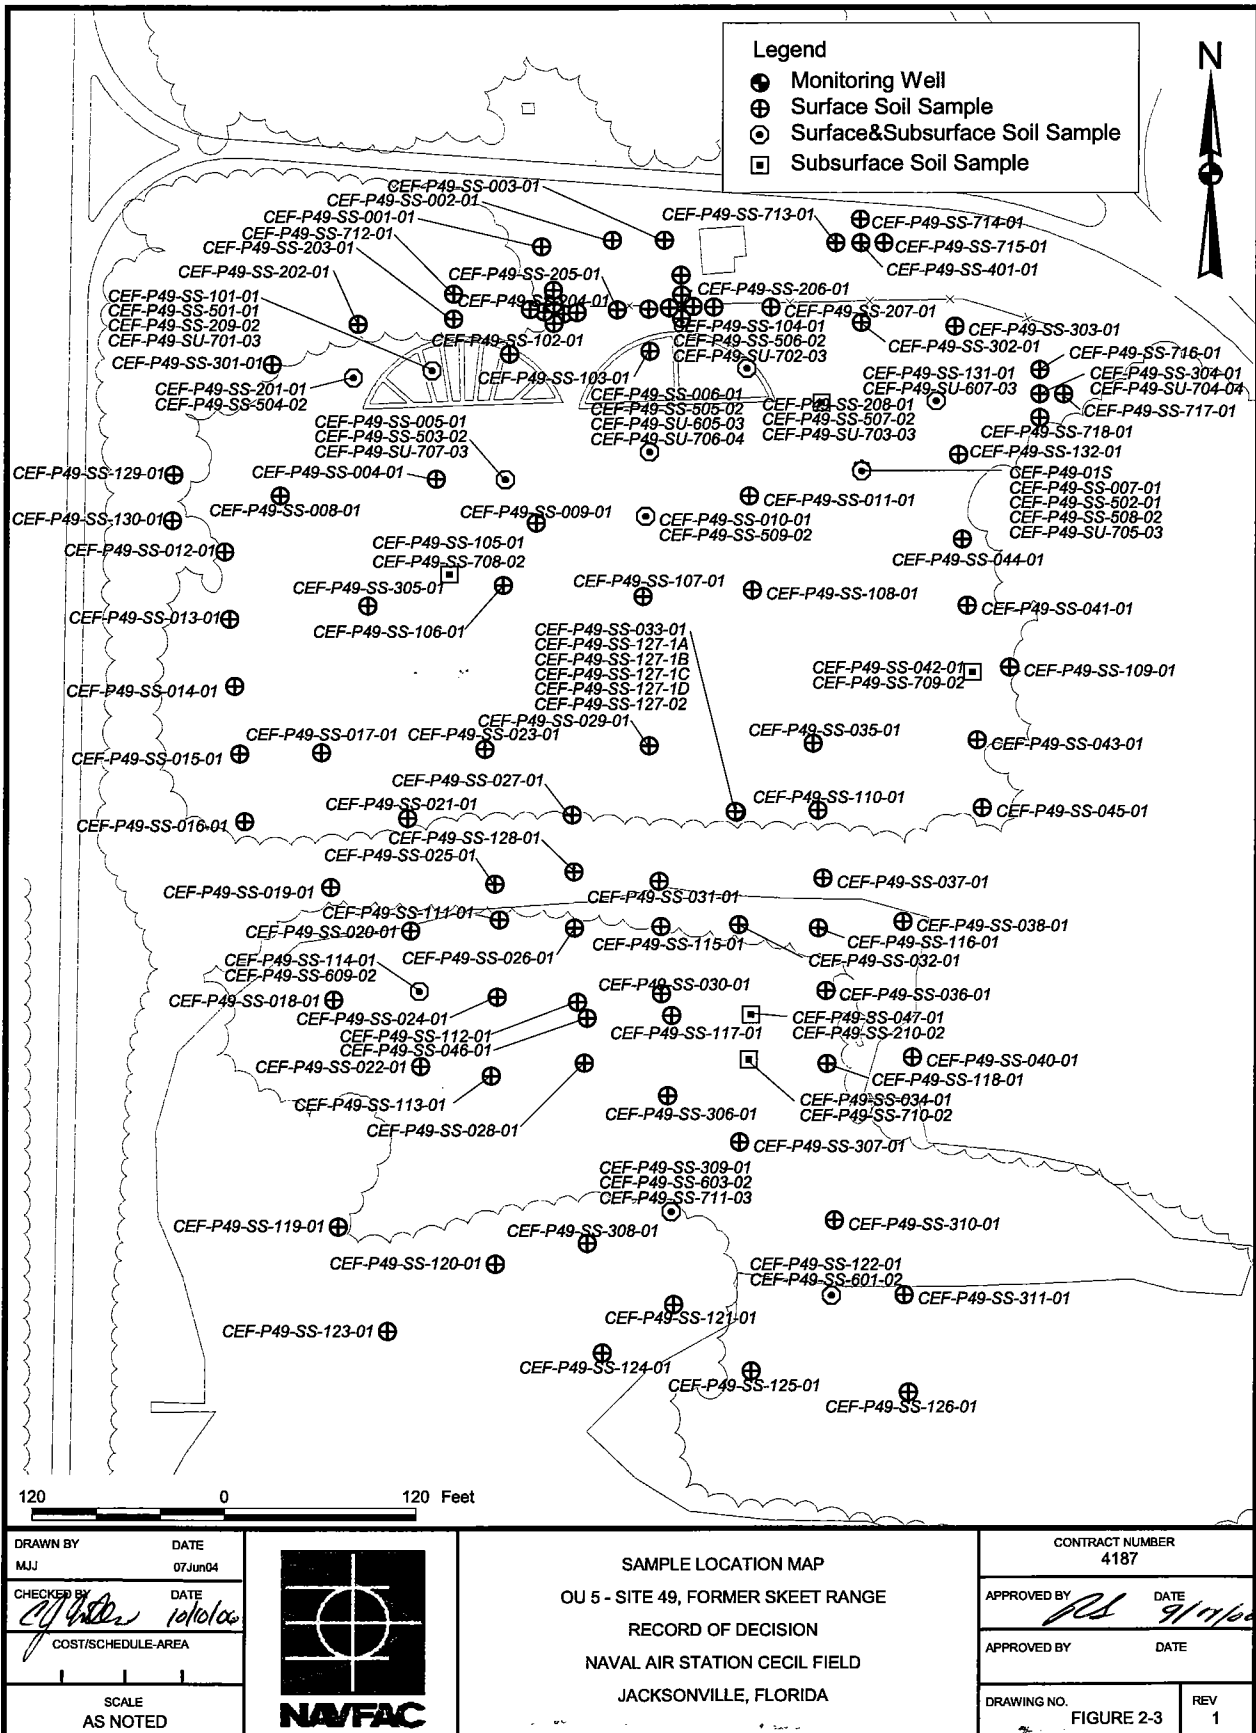 Legend
Monitoring Well
Surface Soil Sample
Surface&Subsurface Soil Sample
Subsurface Soil Sample
N
CEF-P49-SS-003-01
CEF-P49-SS-002-01
CEF-P49-SS-001-01
CEF-P49-SS-712-01
CEF-P49-SS-203-01
CEF-P49-SS-202-01
CEF-P49-SS-205-01
CEF-P49-SS-204-01
CEF-P49-SS-713-01
CEF-P49-SS-714-01
CEF-P49-SS-715-01
CEF-P49-SS-401-01
CEF-P49-SS-206-01
CEF-P49-SS-207-01
CEF-P49-SS-101-01
CEF-P49-SS-501-01
CEF-P49-SS-209-02
CEF-P49-SU-701-03
CEF-P49-SS-102-01
CEF-P49-SS-104-01
CEF-P49-SS-506-02
CEF-P49-SU-702-03
CEF-P49-SS-303-01
CEF-P49-SS-302-01
CEF-P49-SS-716-01
CEF-P49-SS-301-01
CEF-P49-SS-201-01
CEF-P49-SS-504-02
CEF-P49-SS-103-01
CEF-P49-SS-131-01
CEF-P49-SU-607-03
CEF-P49-SS-304-01
CEF-P49-SU-704-04
CEF-P49-SS-717-01
CEF-P49-SS-006-01
CEF-P49-SS-505-02
CEF-P49-SU-605-03
CEF-P49-SU-706-04
CEF-P49-SS-208-01
CEF-P49-SS-507-02
CEF-P49-SU-703-03
CEF-P49-SS-718-01
CEF-P49-SS-132-01
CEF-P49-SS-005-01
CEF-P49-SS-503-02
CEF-P49-SU-707-03
CEF-P49-SS-129-01
CEF-P49-SS-004-01
CEF-P49-01S
CEF-P49-SS-007-01
CEF-P49-SS-502-01
CEF-P49-SS-508-02
CEF-P49-SU-705-03
CEF-P49-SS-008-01
CEF-P49-SS-011-01
CEF-P49-SS-130-01
CEF-P49-SS-009-01
CEF-P49-SS-010-01
CEF-P49-SS-509-02
CEF-P49-SS-012-01
CEF-P49-SS-105-01
CEF-P49-SS-708-02
CEF-P49-SS-044-01
CEF-P49-SS-305-01
CEF-P49-SS-107-01
CEF-P49-SS-108-01
CEF-P49-SS-041-01
CEF-P49-SS-013-01
CEF-P49-SS-106-01
CEF-P49-SS-033-01
CEF-P49-SS-127-1A
CEF-P49-SS-127-1B
CEF-P49-SS-127-1C
CEF-P49-SS-127-1D
CEF-P49-SS-127-02
CEF-P49-SS-042-01
CEF-P49-SS-709-02
CEF-P49-SS-109-01
CEF-P49-SS-014-01
CEF-P49-SS-029-01
CEF-P49-SS-017-01
CEF-P49-SS-023-01
CEF-P49-SS-035-01
CEF-P49-SS-043-01
CEF-P49-SS-015-01
CEF-P49-SS-027-01
CEF-P49-SS-021-01
CEF-P49-SS-110-01
CEF-P49-SS-045-01
CEF-P49-SS-016-01
CEF-P49-SS-128-01
CEF-P49-SS-025-01
CEF-P49-SS-019-01
CEF-P49-SS-031-01
CEF-P49-SS-037-01
CEF-P49-SS-111-01
CEF-P49-SS-020-01
CEF-P49-SS-038-01
CEF-P49-SS-115-01
CEF-P49-SS-116-01
CEF-P49-SS-026-01
CEF-P49-SS-032-01
CEF-P49-SS-114-01
CEF-P49-SS-609-02
CEF-P49-SS-018-01
CEF-P49-SS-030-01
CEF-P49-SS-036-01
CEF-P49-SS-024-01
CEF-P49-SS-112-01
CEF-P49-SS-046-01
CEF-P49-SS-117-01
CEF-P49-SS-047-01
CEF-P49-SS-210-02
CEF-P49-SS-022-01
CEF-P49-SS-040-01
CEF-P49-SS-118-01
CEF-P49-SS-113-01
CEF-P49-SS-034-01
CEF-P49-SS-710-02
CEF-P49-SS-306-01
CEF-P49-SS-028-01
CEF-P49-SS-307-01
CEF-P49-SS-309-01
CEF-P49-SS-603-02
CEF-P49-SS-711-03
CEF-P49-SS-119-01
CEF-P49-SS-308-01
CEF-P49-SS-310-01
CEF-P49-SS-120-01
CEF-P49-SS-122-01
CEF-P49-SS-601-02
CEF-P49-SS-311-01
CEF-P49-SS-121-01
CEF-P49-SS-123-01
CEF-P49-SS-124-01
CEF-P49-SS-125-01
CEF-P49-SS-126-01
120 0 120 Feet
DRAWN BY DATE
MJJ 07Jun04
CHECKED BY DATE
10/10/06
COST/SCHEDULE-AREA
SCALE
AS NOTED
NAVFAC
SAMPLE LOCATION MAP
OU 5 - SITE 49, FORMER SKEET RANGE
RECORD OF DECISION
NAVAL AIR STATION CECIL FIELD
JACKSONVILLE, FLORIDA
CONTRACT NUMBER
4187
APPROVED BY DATE
APPROVED BY DATE
DRAWING NO.
FIGURE 2-3
REV
1